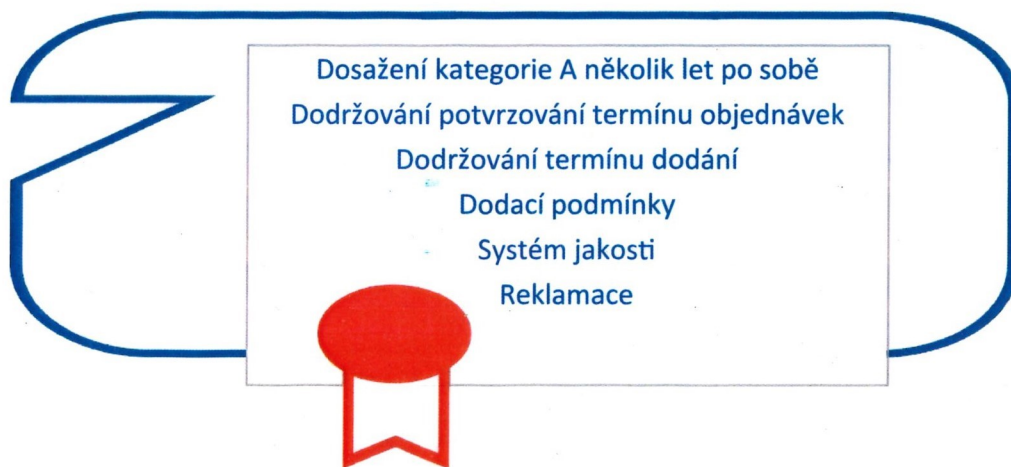 Dosažení kategorie A několik let po sobě
Dodržování potvrzování termínu objednávek
Dodržování termínu dodání
Dodací podmínky
Systém jakosti
Reklamace